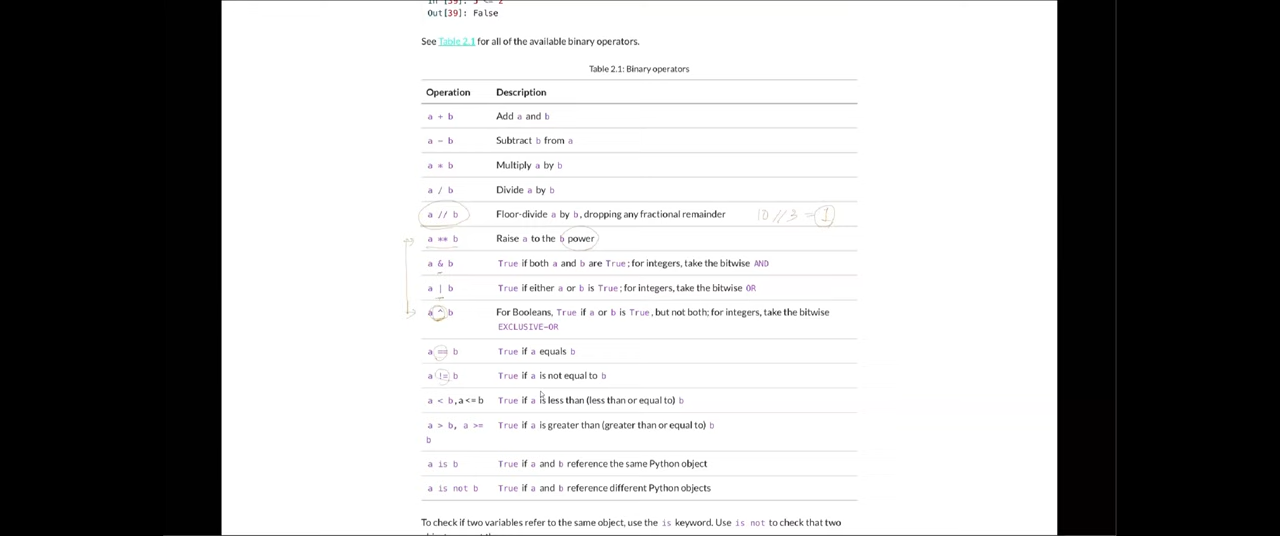 Out[39]: False
See Table 2.1 for all of the available binary operators.
Table 2.1: Binary operators
Operation Description
a + b Add a and b
a - b Subtract b from a
a * b Multiply a by b
a / b Divide a by b
a // b Floor-divide a by b, dropping any fractional remainder 10 // 3 = 1
a ** b Raise a to the b power
a & b True if both a and b are True; for integers, take the bitwise AND
a | b True if either a or b is True; for integers, take the bitwise OR
a ^ b For Booleans, True if a or b is True, but not both; for integers, take the bitwise
EXCLUSIVE-OR
a == b True if a equals b
a != b True if a is not equal to b
a < b, a <= b True if a is less than (less than or equal to) b
a > b, a >= True if a is greater than (greater than or equal to) b
b
a is b True if a and b reference the same Python object
a is not b True if a and b reference different Python objects
To check if two variables refer to the same object, use the is keyword. Use is not to check that two